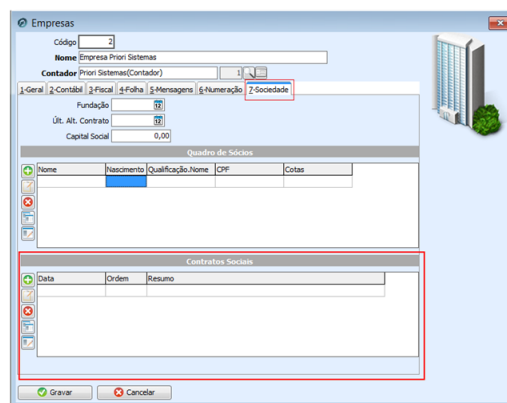 Empresas
Código 2
Nome Empresa Priori Sistemas
Contador Priori Sistemas(Contador) 1
1-Geral 2-Contábil 3-Fiscal 4-Folha 5-Mensagens 6-Numeração 7-Sociedade
Fundação 12
Últ. Alt. Contrato 12
Capital Social 0,00
Quadro de Sócios
Nome Nascimento Qualificação.Nome CPF Cotas
Contratos Sociais
Data Ordem Resumo
Gravar Cancelar